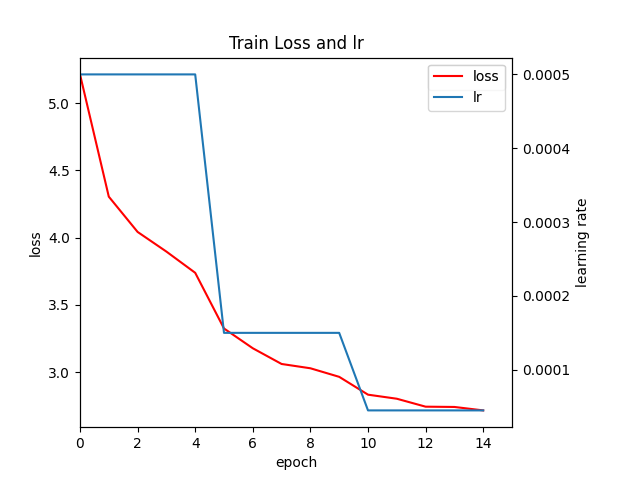 Train Loss and lr
loss
lr
5.0
4.5
4.0
3.5
3.0
loss
0.0005
0.0004
0.0003
0.0002
0.0001
learning rate
0 2 4 6 8 10 12 14
epoch